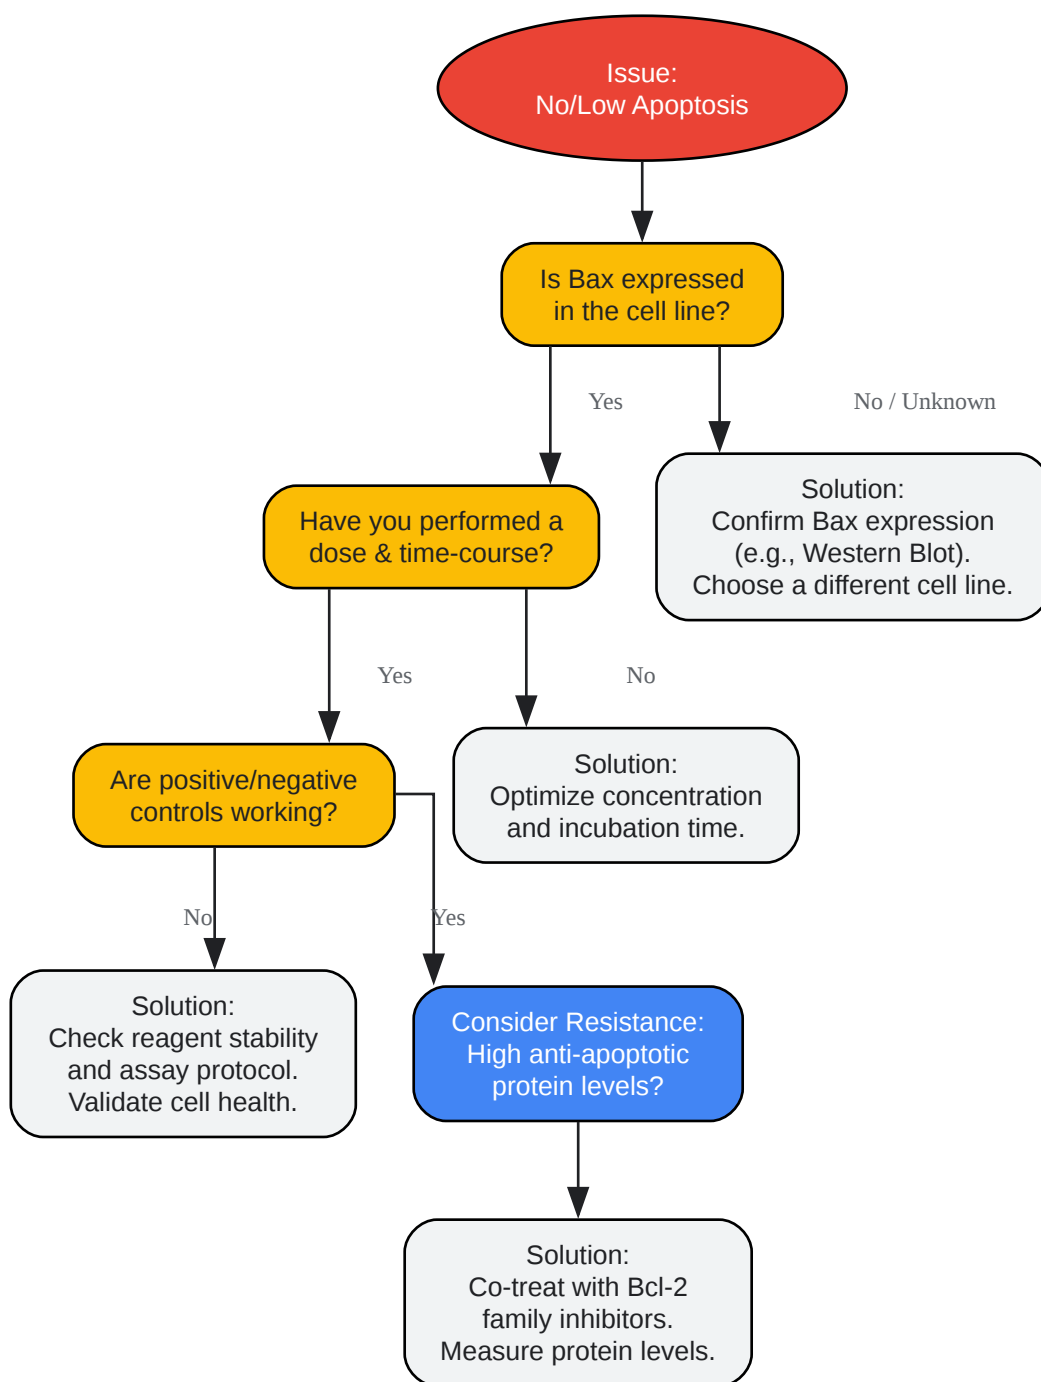 Issue:
No/Low Apoptosis
Is Bax expressed
in the cell line?
Yes
No / Unknown
Solution:
Confirm Bax expression
(e.g., Western Blot).
Choose a different cell line.
Have you performed a
dose & time-course?
Yes
No
Solution:
Optimize concentration
and incubation time.
Are positive/negative
controls working?
No
Yes
Solution:
Check reagent stability
and assay protocol.
Validate cell health.
Consider Resistance:
High anti-apoptotic
protein levels?
Solution:
Co-treat with Bcl-2
family inhibitors.
Measure protein levels.